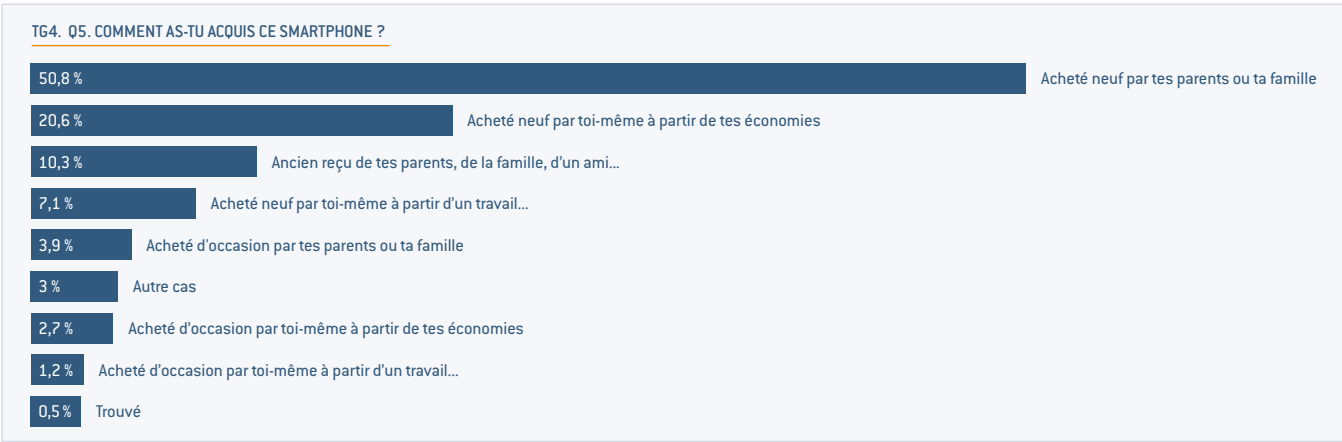 TG4. Q5. COMMENT AS-TU ACQUIS CE SMARTPHONE ?
50,8 % Acheté neuf par tes parents ou ta famille
20,6 % Acheté neuf par toi-même à partir de tes économies
10,3 % Ancien reçu de tes parents, de la famille, d’un ami...
7,1 % Acheté neuf par toi-même à partir d’un travail...
3,9 % Acheté d'occasion par tes parents ou ta famille
3 % Autre cas
2,7 % Acheté d’occasion par toi-même à partir de tes économies
1,2 % Acheté d’occasion par toi-même à partir d’un travail...
0,5 % Trouvé